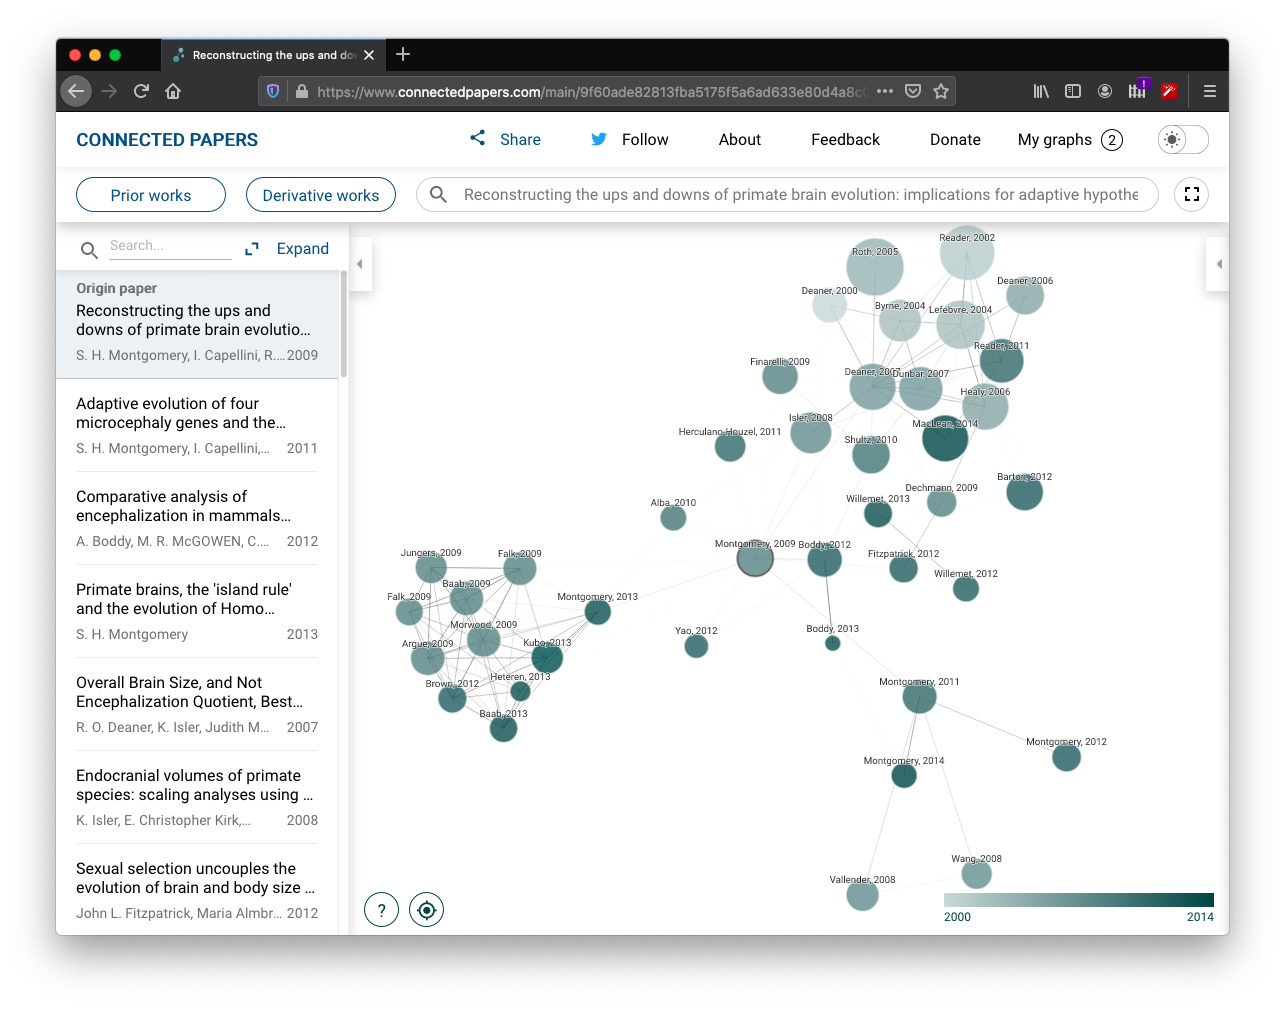 Reconstructing the ups and dov
https://www.connectedpapers.com/main/9f60ade82813fba5175f5a6ad633e80d4a8c
CONNECTED PAPERS
Share
Follow
About
Feedback
Donate
My graphs 2
Prior works
Derivative works
Reconstructing the ups and downs of primate brain evolution: implications for adaptive hypothe
Search...
Expand
Origin paper
Reconstructing the ups and
downs of primate brain evolutio...
S. H. Montgomery, I. Capellini, R.... 2009
Adaptive evolution of four
microcephaly genes and the...
S. H. Montgomery, I. Capellini,... 2011
Comparative analysis of
encephalization in mammals...
A. Boddy, M. R. McGOWEN, C.... 2012
Primate brains, the 'island rule'
and the evolution of Homo...
S. H. Montgomery 2013
Overall Brain Size, and Not
Encephalization Quotient, Best...
R. O. Deaner, K. Isler, Judith M... 2007
Endocranial volumes of primate
species: scaling analyses using ...
K. Isler, E. Christopher Kirk,... 2008
Sexual selection uncouples the
evolution of brain and body size ...
John L. Fitzpatrick, Maria Almbr... 2012
Reader, 2002
Roth, 2005
Deaner, 2006
Deaner, 2000
Byrne, 2004
Lefebvre, 2004
Reader, 2011
Finarelli, 2009
Deaner, 2007
Dunbar, 2007
Healy, 2006
Isler, 2008
MacLean, 2014
Herculano-Houzel, 2011
Shultz, 2010
Barton, 2012
Dechmann, 2009
Willemet, 2013
Alba, 2010
Montgomery, 2009
Boddy, 2012
Fitzpatrick, 2012
Willemet, 2012
Jungers, 2009
Falk, 2009
Baab, 2009
Falk, 2009
Montgomery, 2013
Morwood, 2009
Argue, 2009
Kubo, 2013
Yao, 2012
Boddy, 2013
Heteren, 2013
Brown, 2012
Baab, 2013
Montgomery, 2011
Montgomery, 2012
Montgomery, 2014
Wang, 2008
Vallender, 2008
?
2000
2014